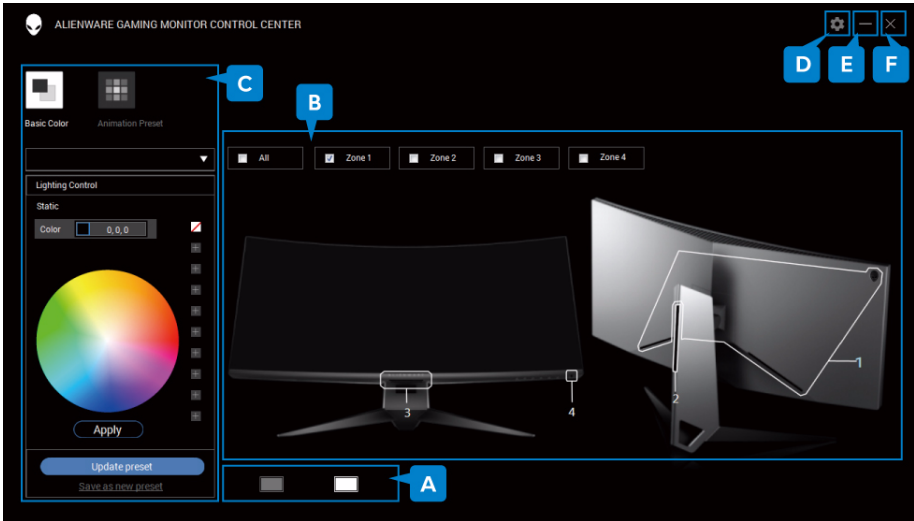 ALIENWARE GAMING MONITOR CONTROL CENTER
D E F
C
B
Basic Color Animation Preset
All Zone 1 Zone 2 Zone 3 Zone 4
Lighting Control
Static
Color 0, 0, 0
1
2
3 4
Apply
Update preset
Save as new preset
A